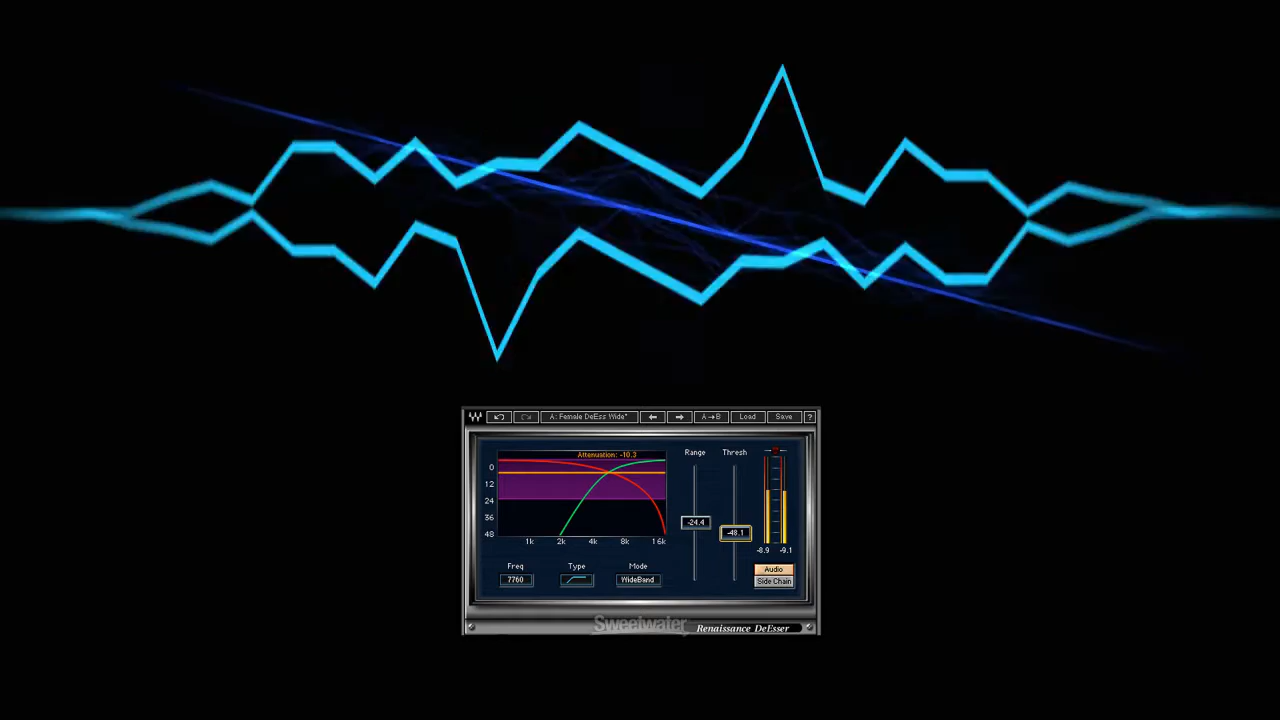 A: Female DeEss Wide* A→B Load Save ?
Attenuation: -10.3 Range Thresh
0
12
24
36
48
1k 2k 4k 8k 16k
-24.4 -48.1
-8.9 -9.1
Freq Type Mode
7760 WideBand
Audio
Side Chain
Sweetwater
Renaissance DeEsser